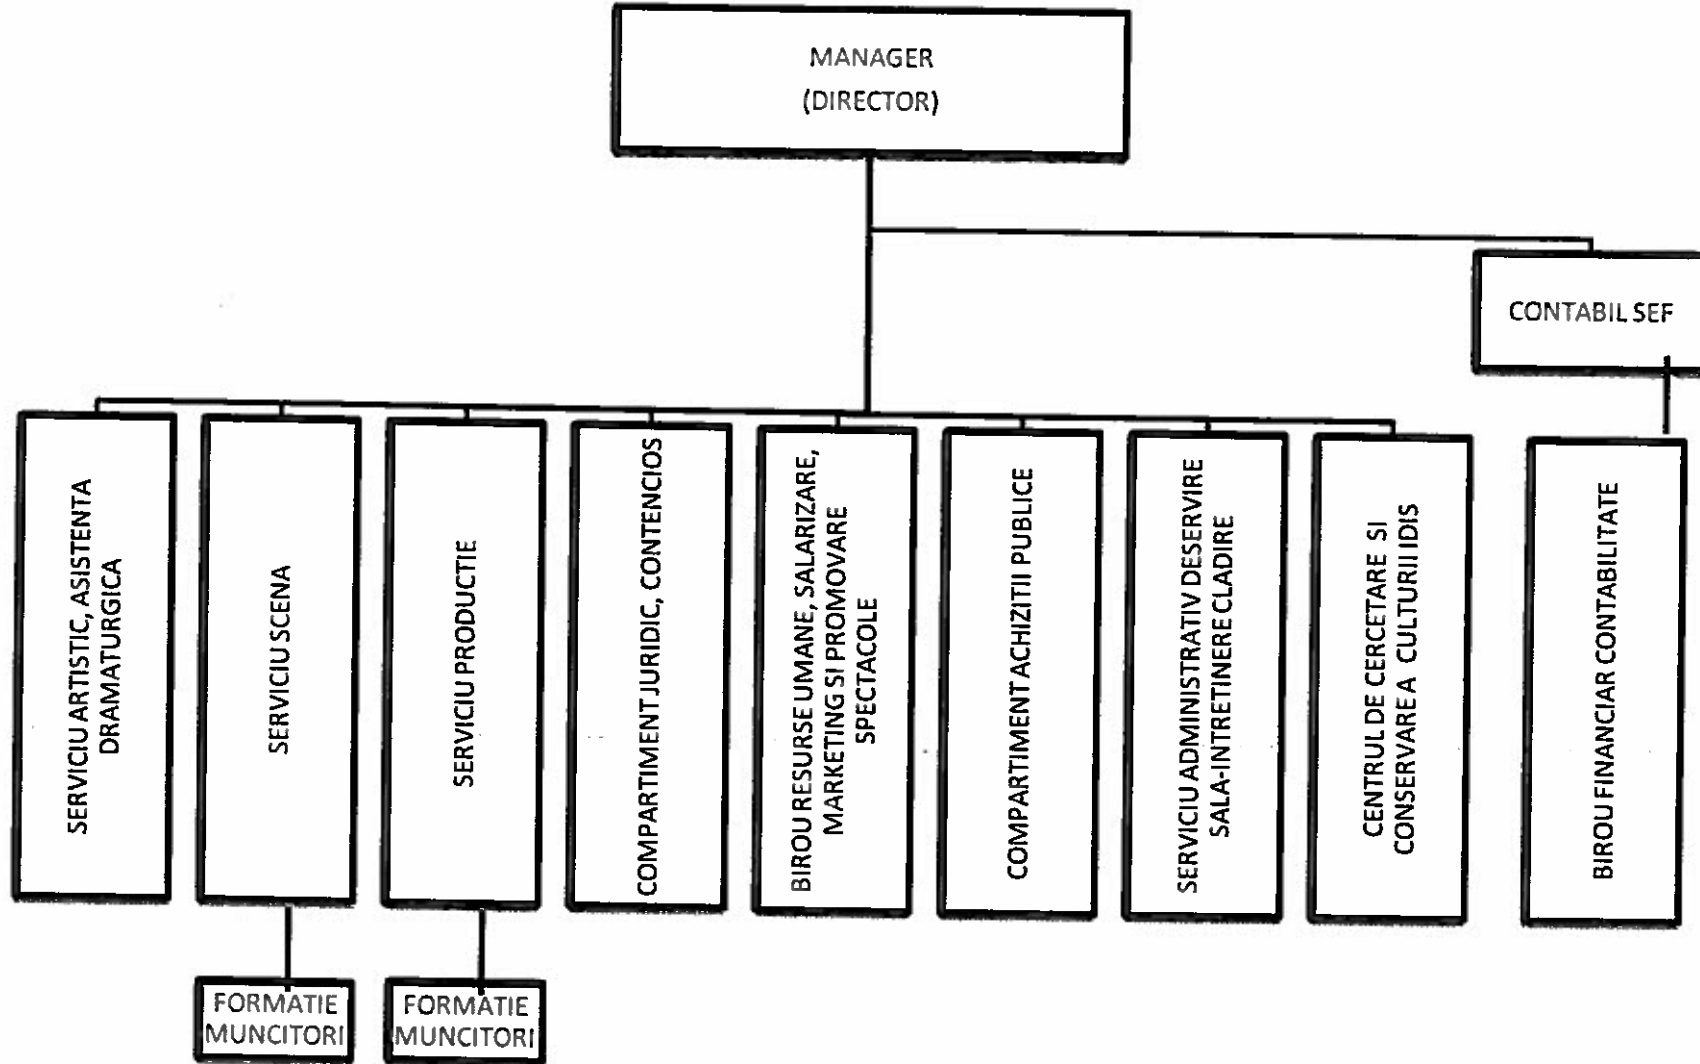 MANAGER
(DIRECTOR)
CONTABIL SEF
SERVICIU ARTISTIC, ASISTENTA
DRAMATURGICA
SERVICIU SCENA
SERVICIU PRODUCTIE
COMPARTIMENT JURIDIC, CONTENCIOS
BIROU RESURSE UMANE, SALARIZARE,
MARKETING SI PROMOVARE
SPECTACOLE
COMPARTIMENT ACHIZITII PUBLICE
SERVICIU ADMINISTRATIV DESERVIRE
SALA-INTRETINERE CLADIRE
CENTRUL DE CERCETARE SI
CONSERVARE A CULTURII IDIS
BIROU FINANCIAR CONTABILITATE
FORMATIE
MUNCITORI
FORMATIE
MUNCITORI